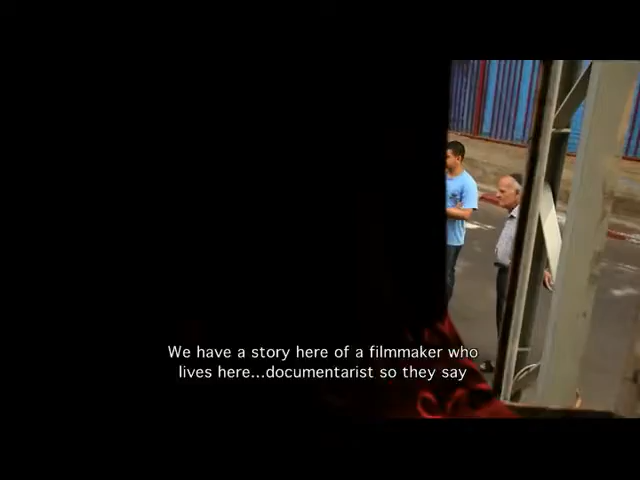 We have a story here of a filmmaker who
lives here...documentarist so they say